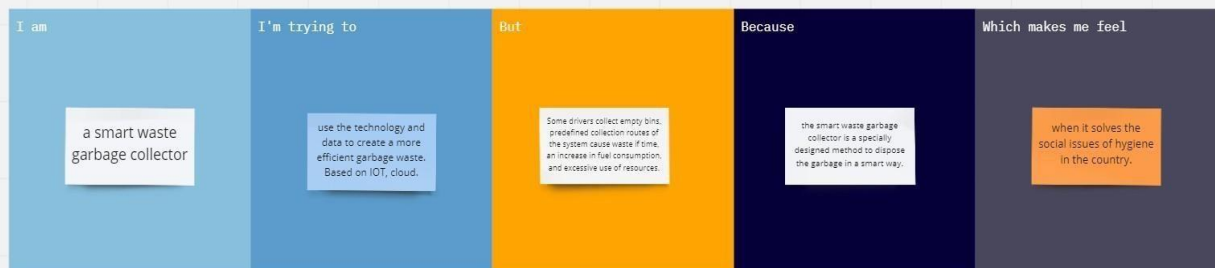 I am
a smart waste
garbage collector
I'm trying to
use the technology and
data to create a more
efficient garbage waste.
Based on IOT, cloud.
But
Some drivers collect empty bins,
predefined collection routes of
the system cause waste if time,
an increase in fuel consumption,
and excessive use of resources.
Because
the smart waste garbage
collector is a specially
designed method to dispose
the garbage in a smart way.
Which makes me feel
when it solves the
social issues of hygiene
in the country.